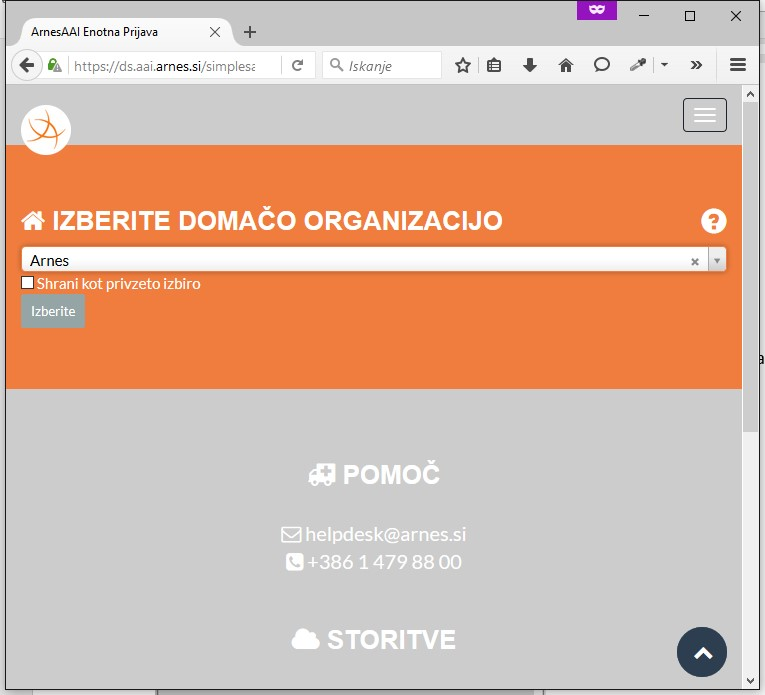 ArnesAAI Enotna Prijava
https://ds.aai.arnes.si/simplesa
Iskanje
IZBERITE DOMAČO ORGANIZACIJO
Arnes
Shrani kot privzeto izbiro
Izberite
POMOČ
helpdesk@arnes.si
+386 1 479 88 00
STORITVE